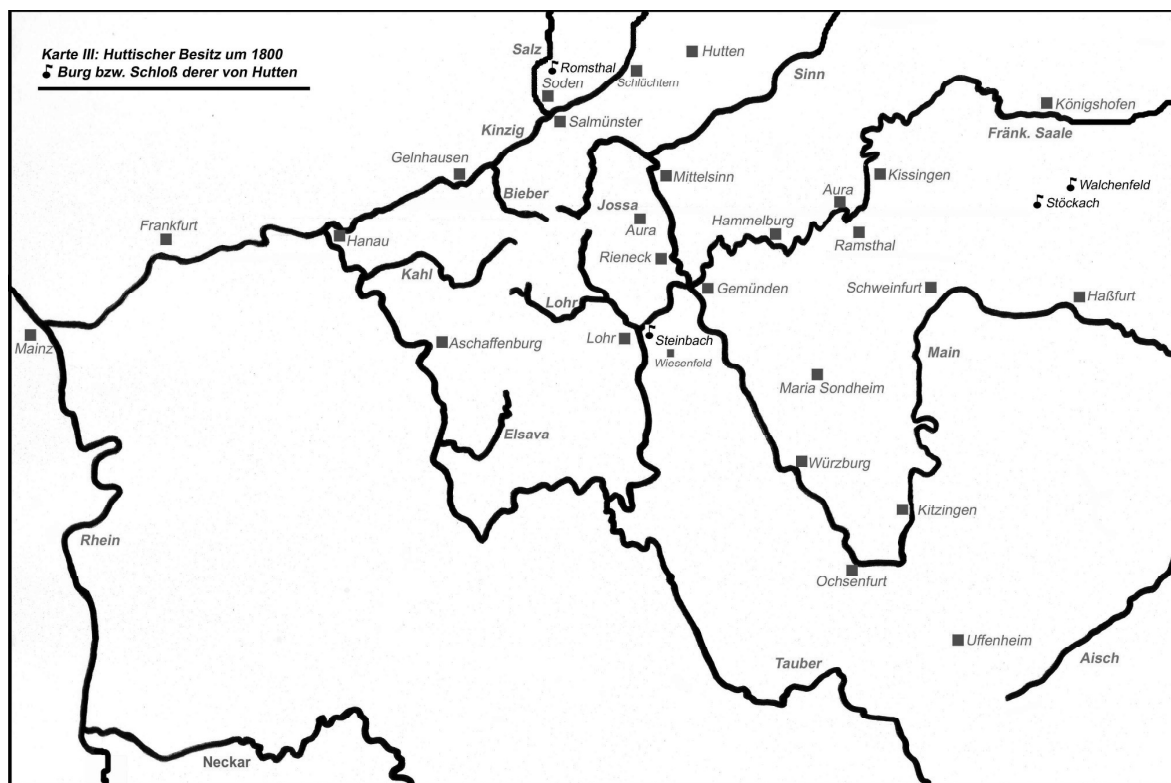 Karte III: Huttischer Besitz um 1800
Burg bzw. Schloß derer von Hutten
Salz
Romsthal
Hutten
Schlüchtern
Soden
Sinn
Königshofen
Fränk. Saale
Salmünster
Kinzig
Gelnhausen
Bieber
Mittelsinn
Kissingen
Walchenfeld
Stöckach
Aura
Jossa
Aura
Hammelburg
Ramsthal
Frankfurt
Hanau
Rieneck
Kahl
Gemünden
Schweinfurt
Haßfurt
Lohr
Mainz
Aschaffenburg
Lohr
Steinbach
Wiesenfeld
Main
Maria Sondheim
Elsava
Würzburg
Kitzingen
Rhein
Ochsenfurt
Uffenheim
Tauber
Aisch
Neckar